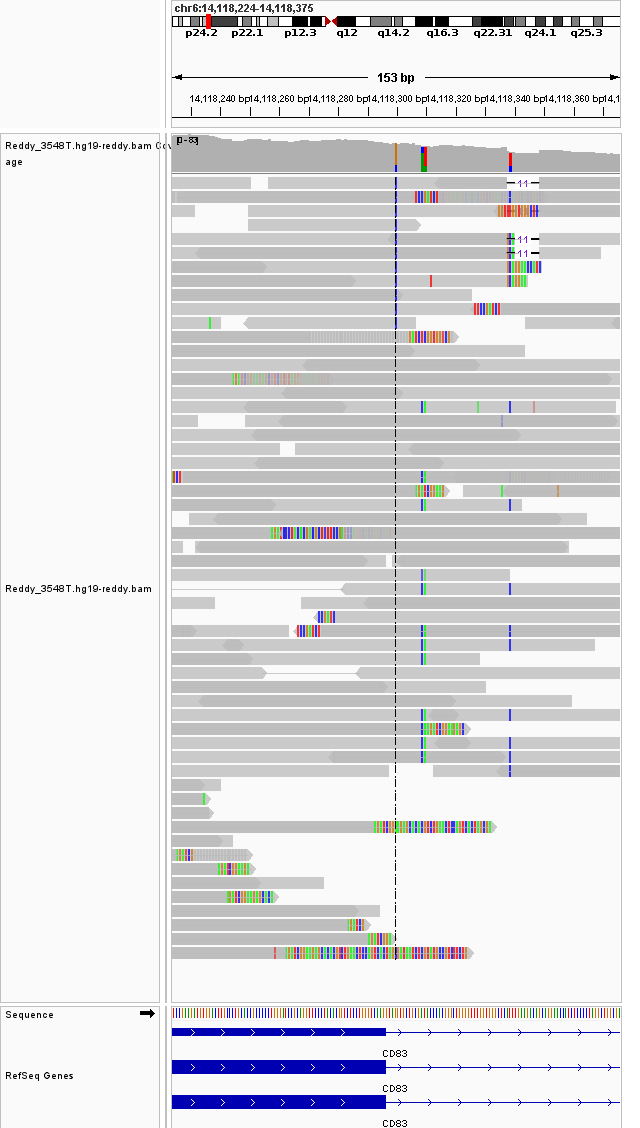 chr6:14,118,224-14,118,375
p24.2 p22.1 p12.3 q12 q14.2 q16.3 q22.31 q24.1 q25.3
153 bp
14,118,240 bp 14,118,260 bp 14,118,280 bp 14,118,300 bp 14,118,320 bp 14,118,340 bp 14,118,360 bp
Reddy_3548T.hg19-reddy.bam Cov
age
11
11
11
Reddy_3548T.hg19-reddy.bam
Sequence
CD83
RefSeq Genes
CD83
CD83